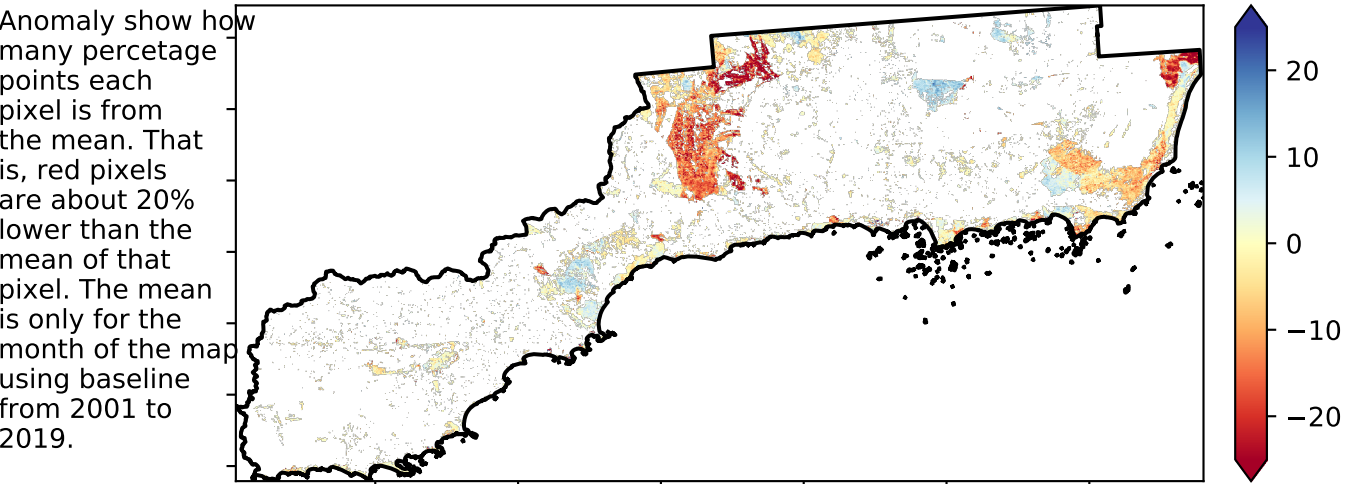 Anomaly show how
many percetage
points each
pixel is from
the mean. That
is, red pixels
are about 20%
lower than the
mean of that
pixel. The mean
is only for the
month of the map
using baseline
from 2001 to
2019.
20
10
0
−10
−20